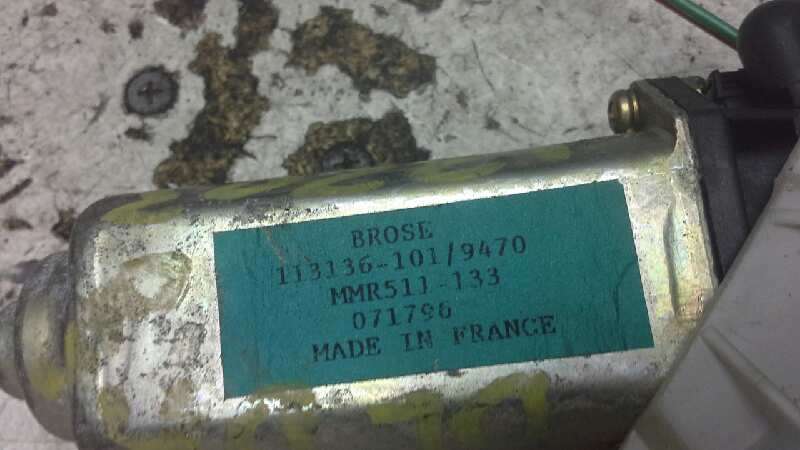 BROSE
113136-101/9470
MMR511-133
071796
MADE IN FRANCE